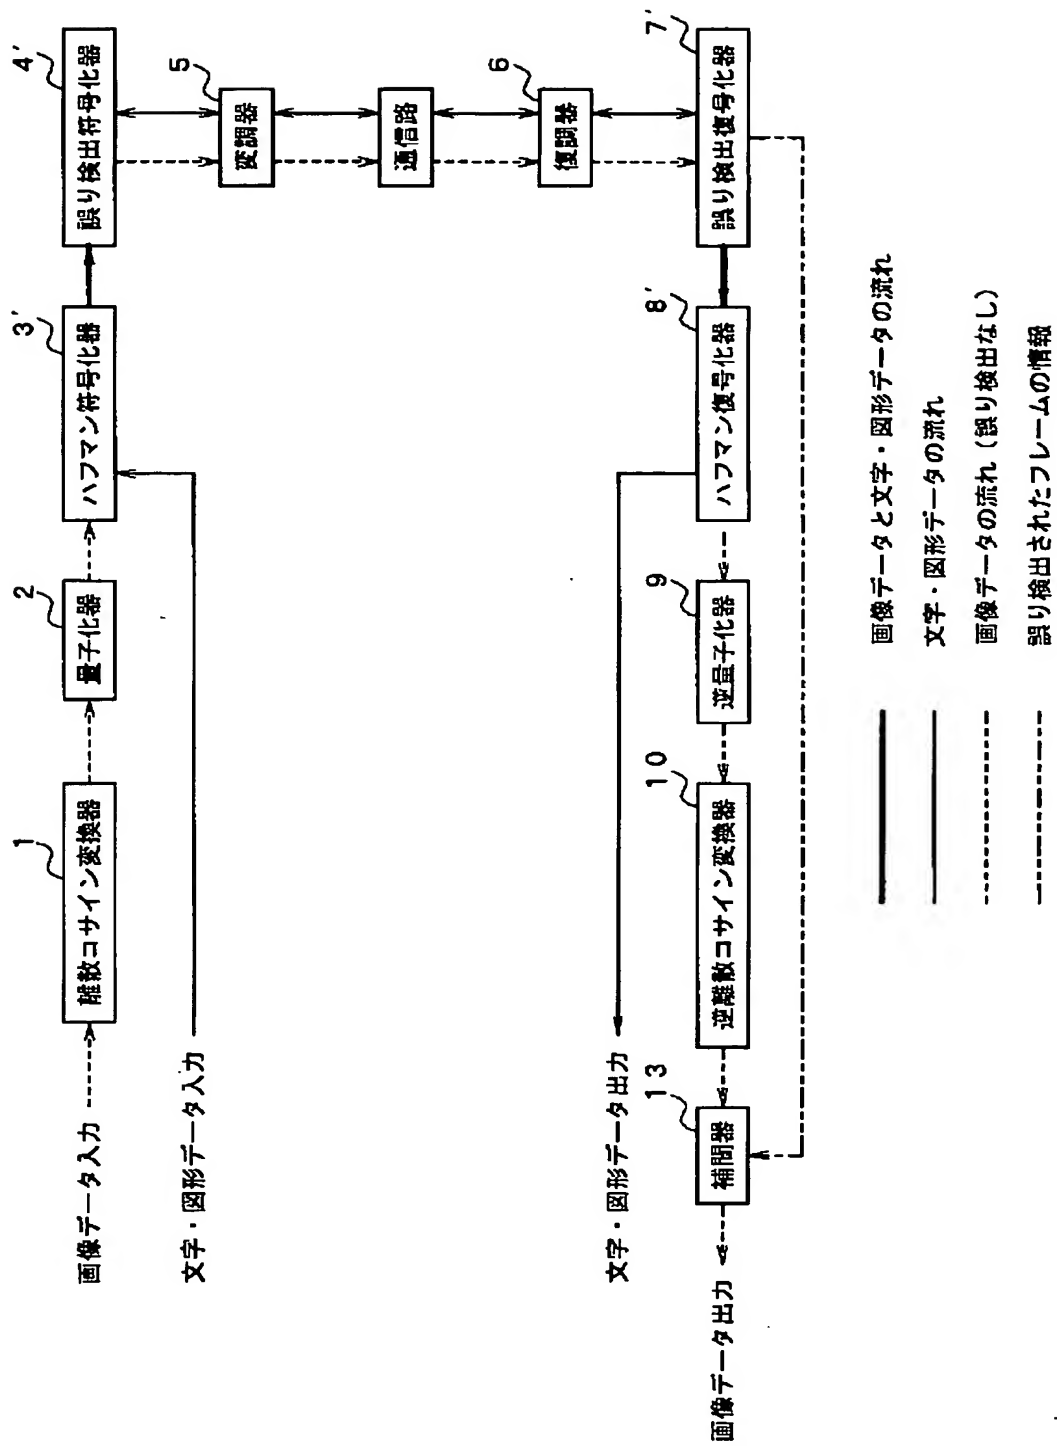 画像データ入力
1
離散コサイン変換器
2
量子化器
3′
ハフマン符号化器
4′
誤り検出符号化器
文字・図形データ入力
5
変調器
通信路
6
復調器
7′
誤り検出復号化器
8′
ハフマン復号化器
文字・図形データ出力
9
逆量子化器
10
逆離散コサイン変換器
13
補間器
画像データ出力
画像データと文字・図形データの流れ
文字・図形データの流れ
画像データの流れ（誤り検出なし）
誤り検出されたフレームの情報